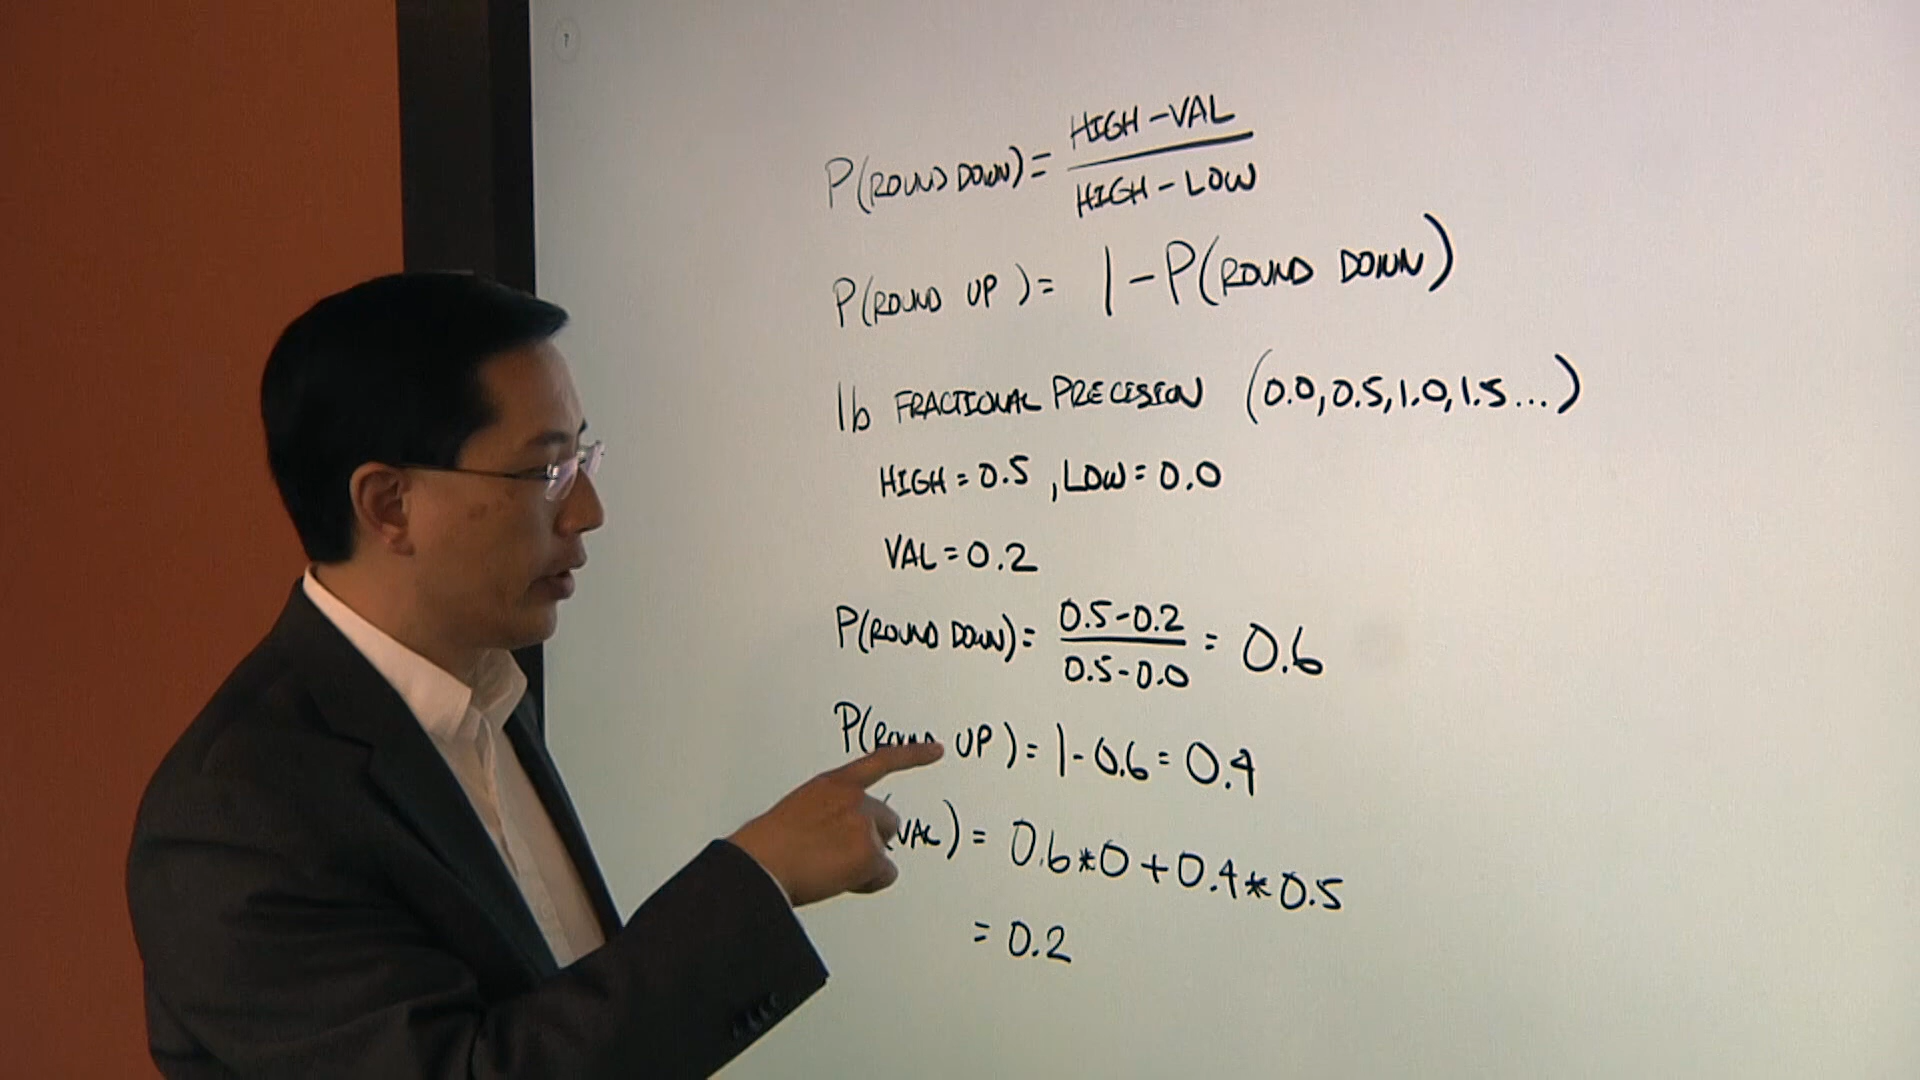 P(ROUND DOWN) = HIGH - VAL / HIGH - LOW
P(ROUND UP) = 1 - P(ROUND DOWN)
1b FRACTIONAL PRECISION (0.0, 0.5, 1.0, 1.5...)
HIGH = 0.5, LOW = 0.0
VAL = 0.2
P(ROUND DOWN) = 0.5 - 0.2 / 0.5 - 0.0 = 0.6
P(ROUND UP) = 1 - 0.6 = 0.4
(VAL) = 0.6 * 0 + 0.4 * 0.5
= 0.2